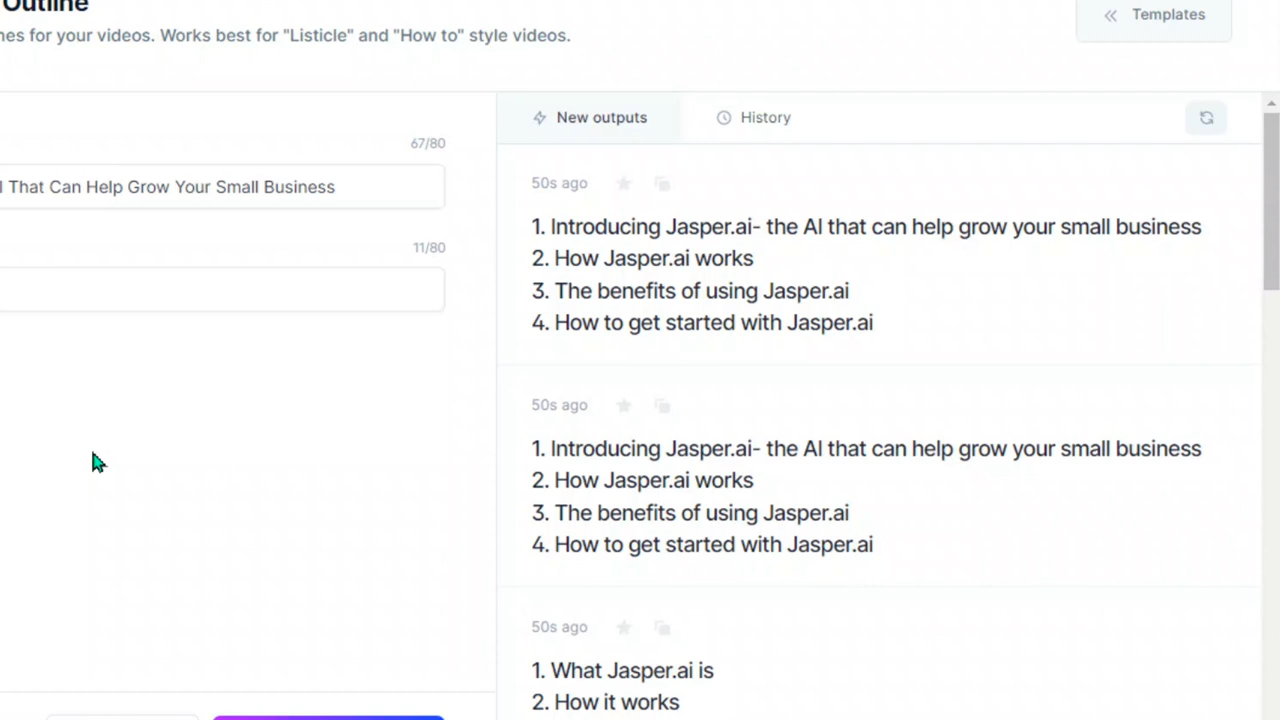 Outline
nes for your videos. Works best for "Listicle" and "How to" style videos.
Templates
67/80
That Can Help Grow Your Small Business
11/80
New outputs
History
50s ago
1. Introducing Jasper.ai- the AI that can help grow your small business
2. How Jasper.ai works
3. The benefits of using Jasper.ai
4. How to get started with Jasper.ai
50s ago
1. Introducing Jasper.ai- the AI that can help grow your small business
2. How Jasper.ai works
3. The benefits of using Jasper.ai
4. How to get started with Jasper.ai
50s ago
1. What Jasper.ai is
2. How it works